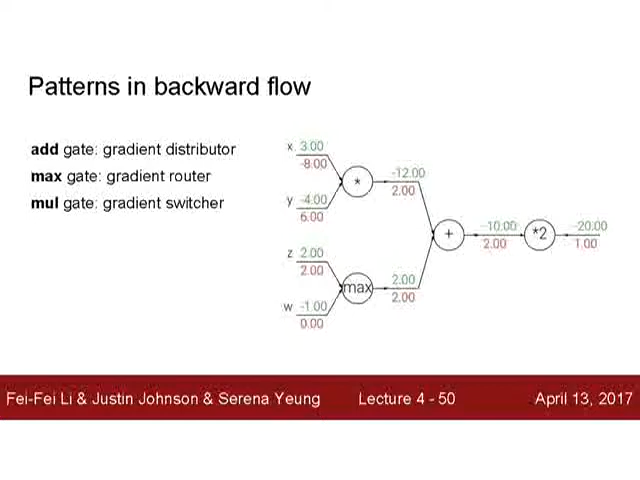 Patterns in backward flow
add gate: gradient distributor
max gate: gradient router
mul gate: gradient switcher
x 3.00
-8.00
y -4.00
6.00
*
-12.00
2.00
z 2.00
2.00
w -1.00
0.00
max
2.00
2.00
+
-10.00
2.00
*2
-20.00
1.00
Fei-Fei Li & Justin Johnson & Serena Yeung Lecture 4 - 50 April 13, 2017